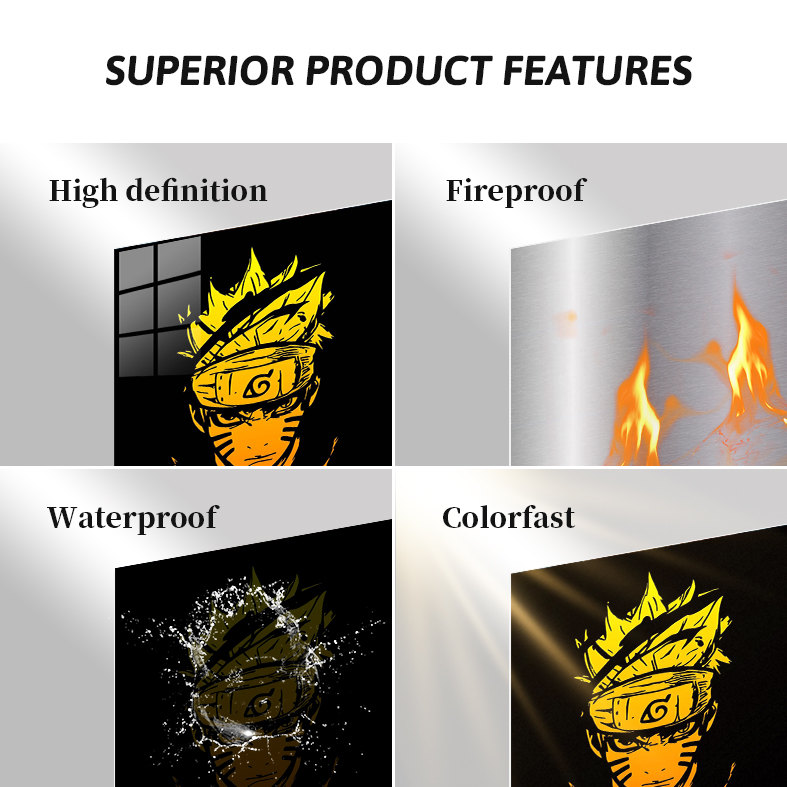 SUPERIOR PRODUCT FEATURES
High definition
Fireproof
Waterproof
Colorfast